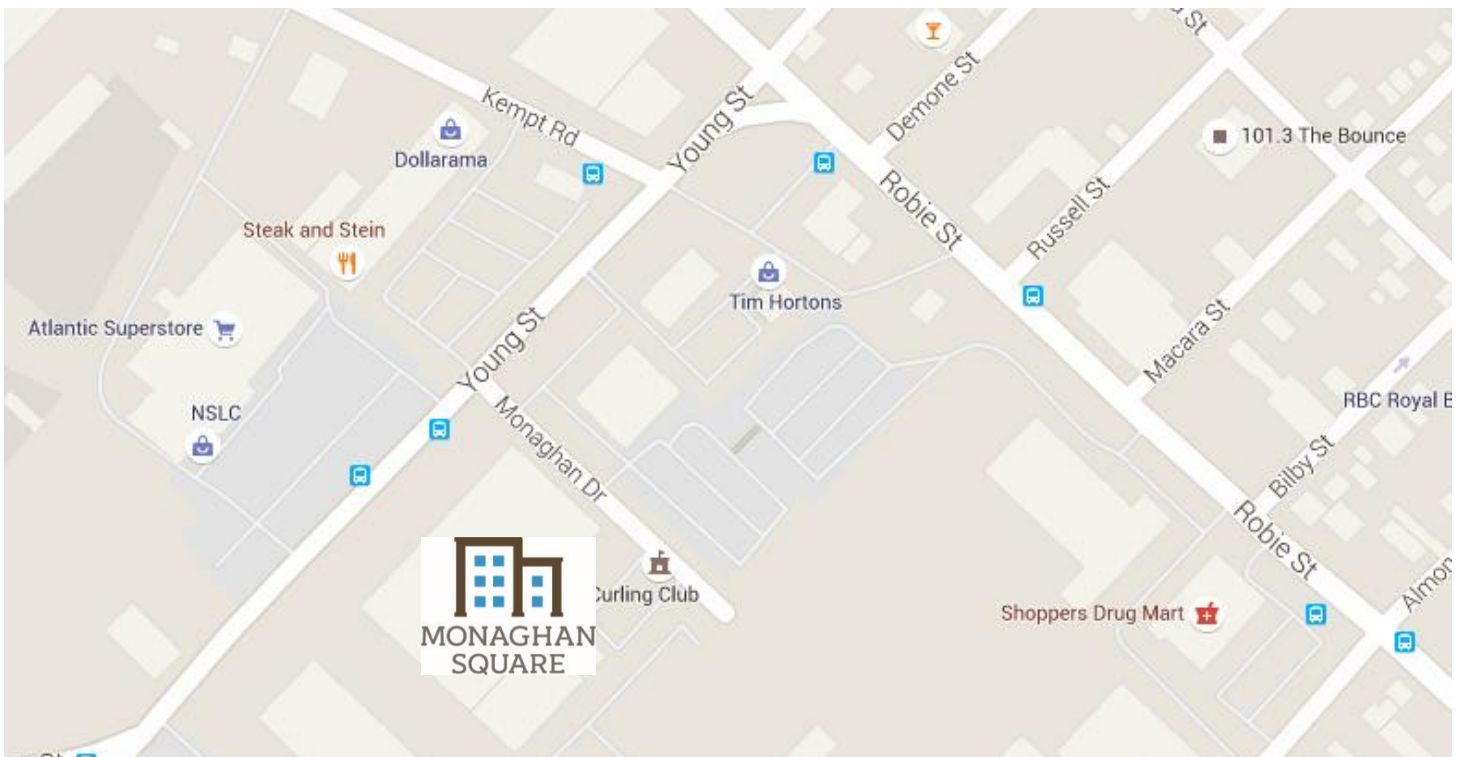 Kempt Rd
Young St
Demone St
101.3 The Bounce
Dollarama
Robie St
Russell St
Steak and Stein
Tim Hortons
Atlantic Superstore
Young St
Macara St
NSLC
Monaghan Dr
RBC Royal B
Bilby St
Robie St
Curling Club
Almon
Shoppers Drug Mart
MONAGHAN
SQUARE